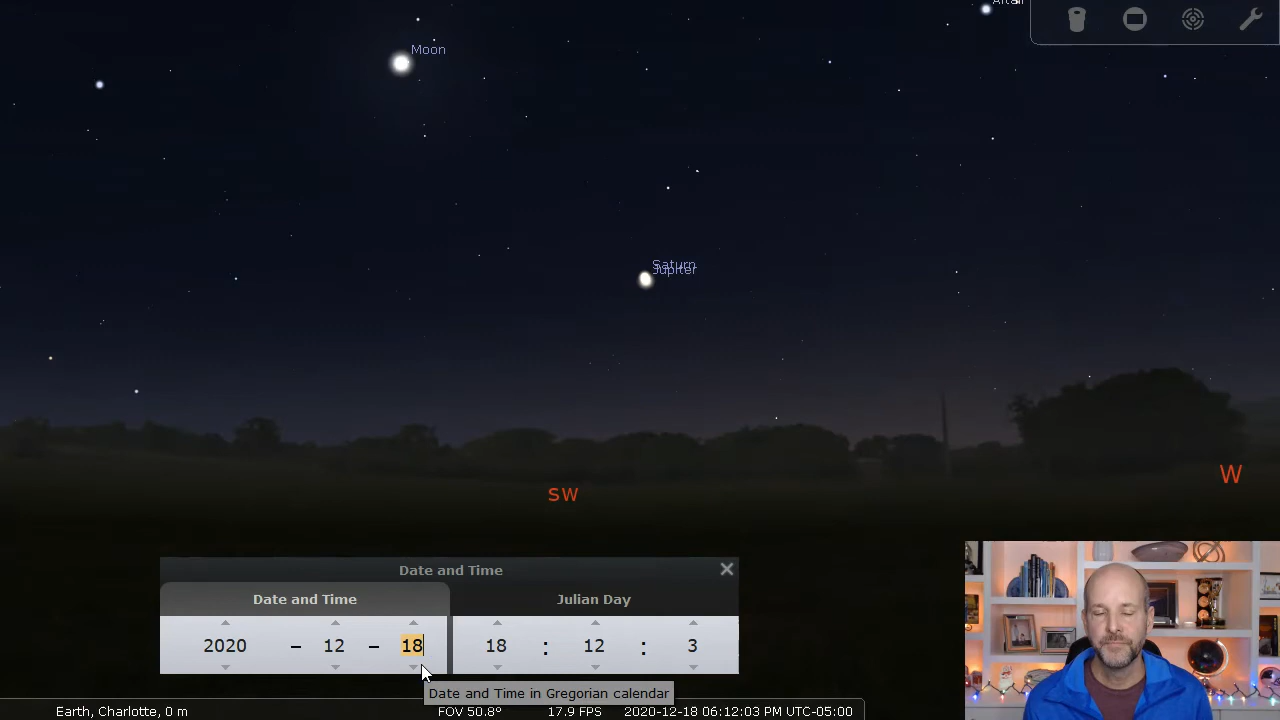 Altair
Moon
Saturn
Jupiter
W
SW
Date and Time
Date and Time
Julian Day
2020 - 12 - 18
18 : 12 : 3
Date and Time in Gregorian calendar
Earth, Charlotte, 0 m
FOV 50.8°
17.9 FPS
2020-12-18 06:12:03 PM UTC-05:00